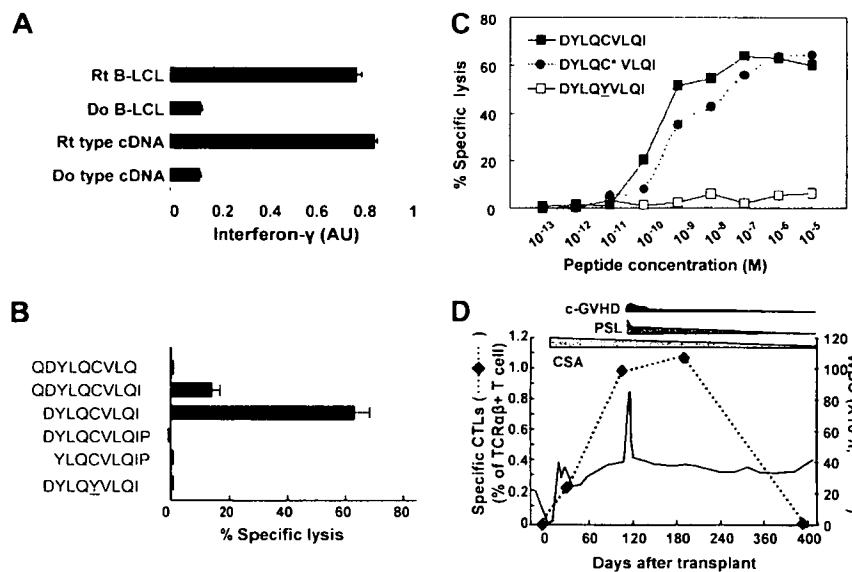 A
Rt B-LCL
Do B-LCL
Rt type cDNA
Do type cDNA
0 0.2 0.4 0.6 0.8 1
Interferon-γ (AU)
B
QDYLQCVLQ
QDYLQCVLQI
DYLQCVLQI
DYLQCVLQIP
YLQCVLQIP
DYLQYVLQI
0 20 40 60 80
% Specific lysis
C
DYLQCVLQI
DYLQC* VLQI
DYLQYVLQI
% Specific lysis
80
60
40
20
0
10-13 10-12 10-11 10-10 10-9 10-8 10-7 10-6 10-5
Peptide concentration (M)
D
c-GVHD
PSL
CSA
Specific CTLs
(% of TCRαβ+ T cell)
1.2
1.0
0.8
0.6
0.4
0.2
0
120
100
80
60
40
20
0
0 60 120 180 300 400
Days after transplant